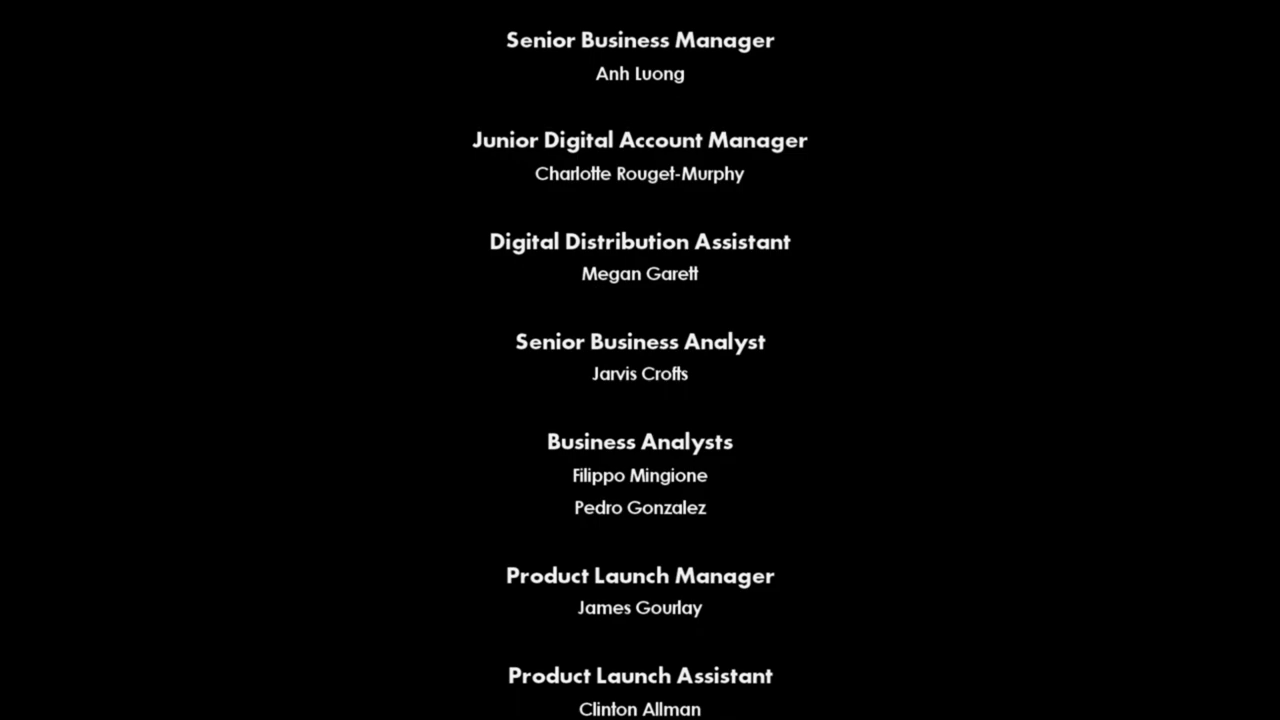 Senior Business Manager
Anh Luong
Junior Digital Account Manager
Charlotte Rouget-Murphy
Digital Distribution Assistant
Megan Garett
Senior Business Analyst
Jarvis Crofts
Business Analysts
Filippo Mingione
Pedro Gonzalez
Product Launch Manager
James Gourlay
Product Launch Assistant
Clinton Allman